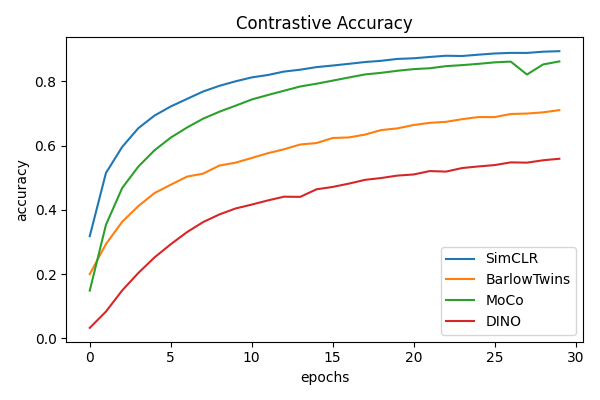 Contrastive Accuracy
accuracy
0.8
0.6
0.4
0.2
0.0
SimCLR
BarlowTwins
MoCo
DINO
0 5 10 15 20 25 30
epochs